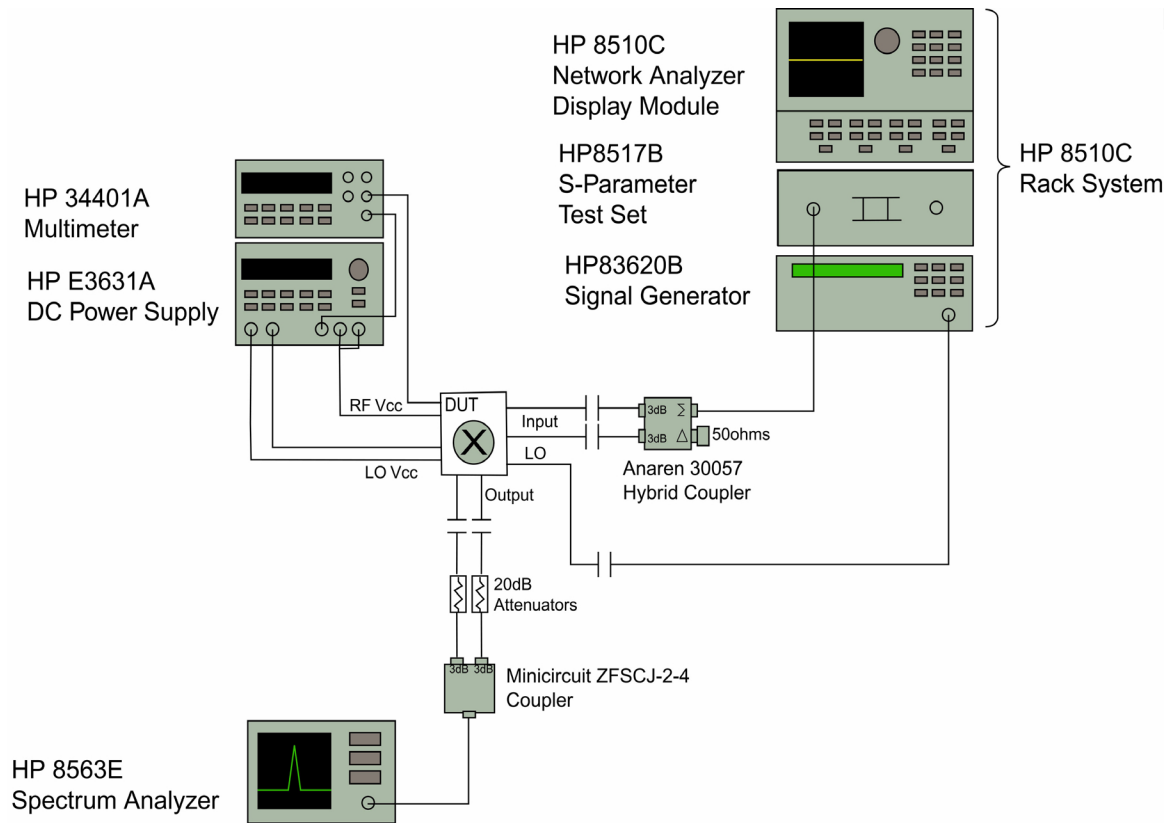 HP 8510C
Network Analyzer
Display Module
HP8517B
S-Parameter
Test Set
HP83620B
Signal Generator
HP 8510C
Rack System
HP 34401A
Multimeter
HP E3631A
DC Power Supply
RF Vcc
LO Vcc
DUT
X
Input
LO
Output
3dB Σ
3dB Δ
50ohms
Anaren 30057
Hybrid Coupler
20dB
Attenuators
3dB 3dB
Minicircuit ZFSCJ-2-4
Coupler
HP 8563E
Spectrum Analyzer